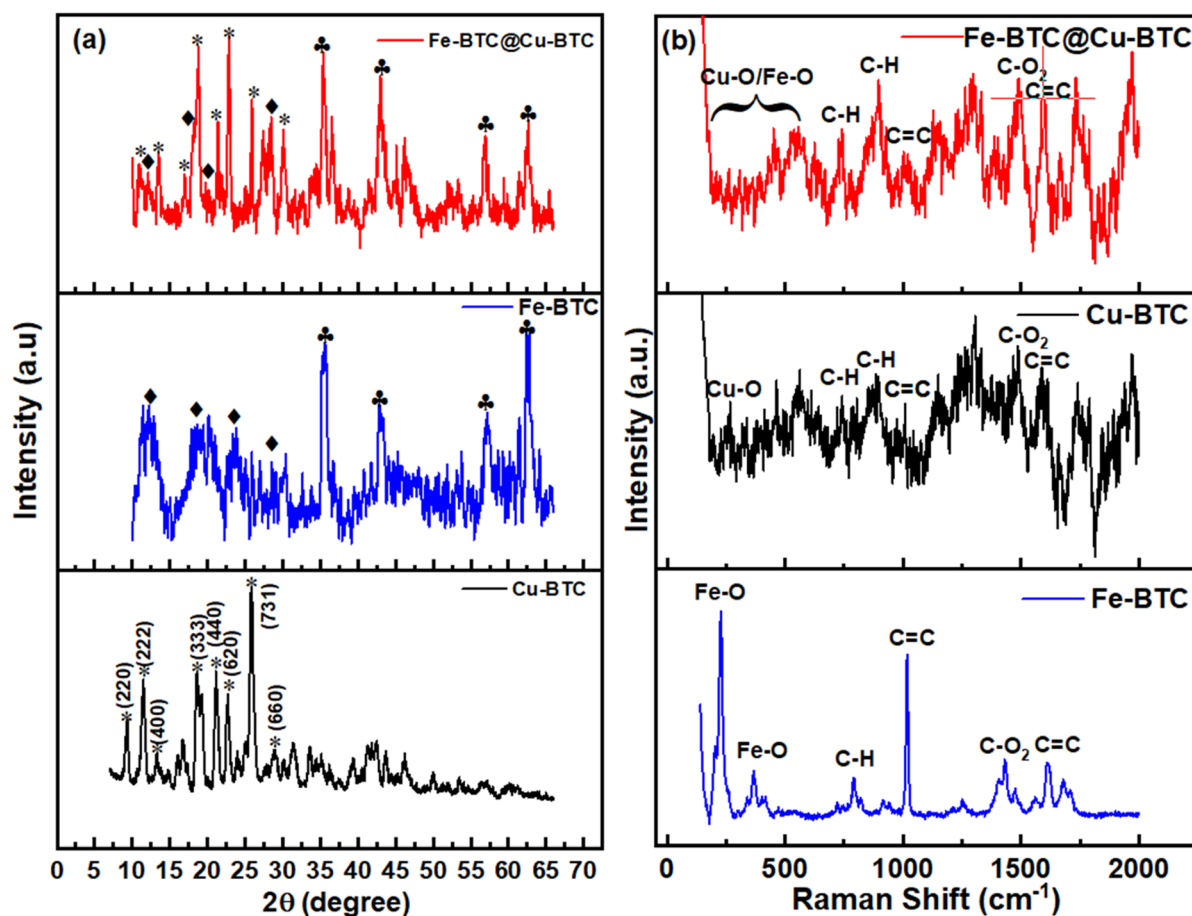 (a)
Fe-BTC@Cu-BTC
* ♦ * * ♦ * ♦ * * * ♦ * ♣ ♣ ♣ ♣
Fe-BTC
♦ ♦ ♦ ♦ ♣ ♣ ♣ ♣
Cu-BTC
*(220)
*(222)
*(400)
*(333)
*(440)
*(620)
*(731)
*(660)
0 5 10 15 20 25 30 35 40 45 50 55 60 65 70
2θ (degree)
Intensity (a.u)
(b)
Fe-BTC@Cu-BTC
Cu-O/Fe-O
C-H
C-H
C=C
C-O₂
C=C
Cu-BTC
Cu-O
C-H
C-H
C=C
C-O₂
C=C
Fe-BTC
Fe-O
Fe-O
C-H
C=C
C-O₂
C=C
0 500 1000 1500 2000
Raman Shift (cm⁻¹)
Intensity (a.u.)